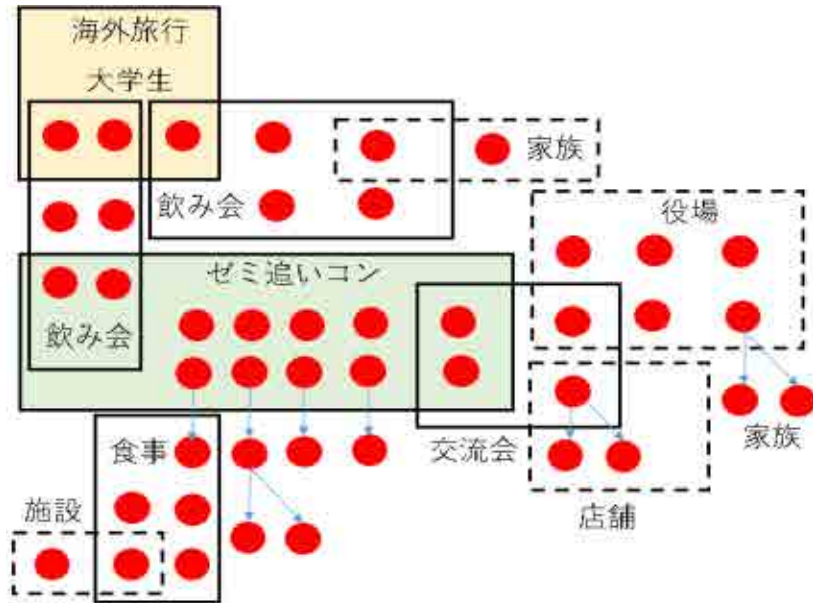 海外旅行
大学生
家族
飲み会
役場
ゼミ追いコン
飲み会
食事
交流会
家族
施設
店舗